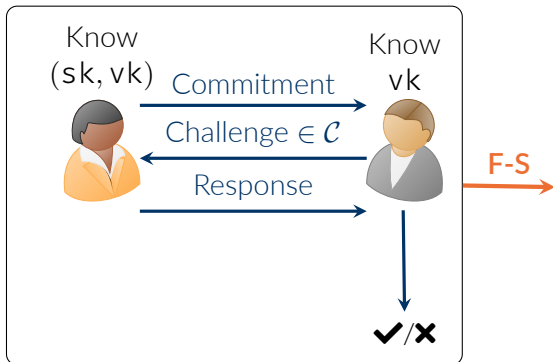 Know
(sk, vk)
Know
vk
Commitment
Challenge ∈ 𝒞
Response
F-S
✔/✖